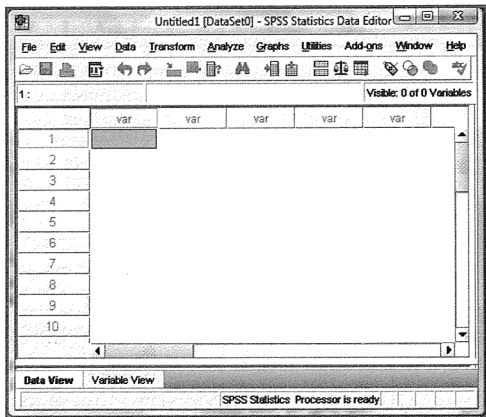 Untitled1 [DataSet0] - SPSS Statistics Data Editor
File Edit View Data Transform Analyze Graphs Utilities Add-ons Window Help
1 :
Visible: 0 of 0 Variables
var var var var var
1
2
3
4
5
6
7
8
9
10
Data View Variable View
SPSS Statistics Processor is ready